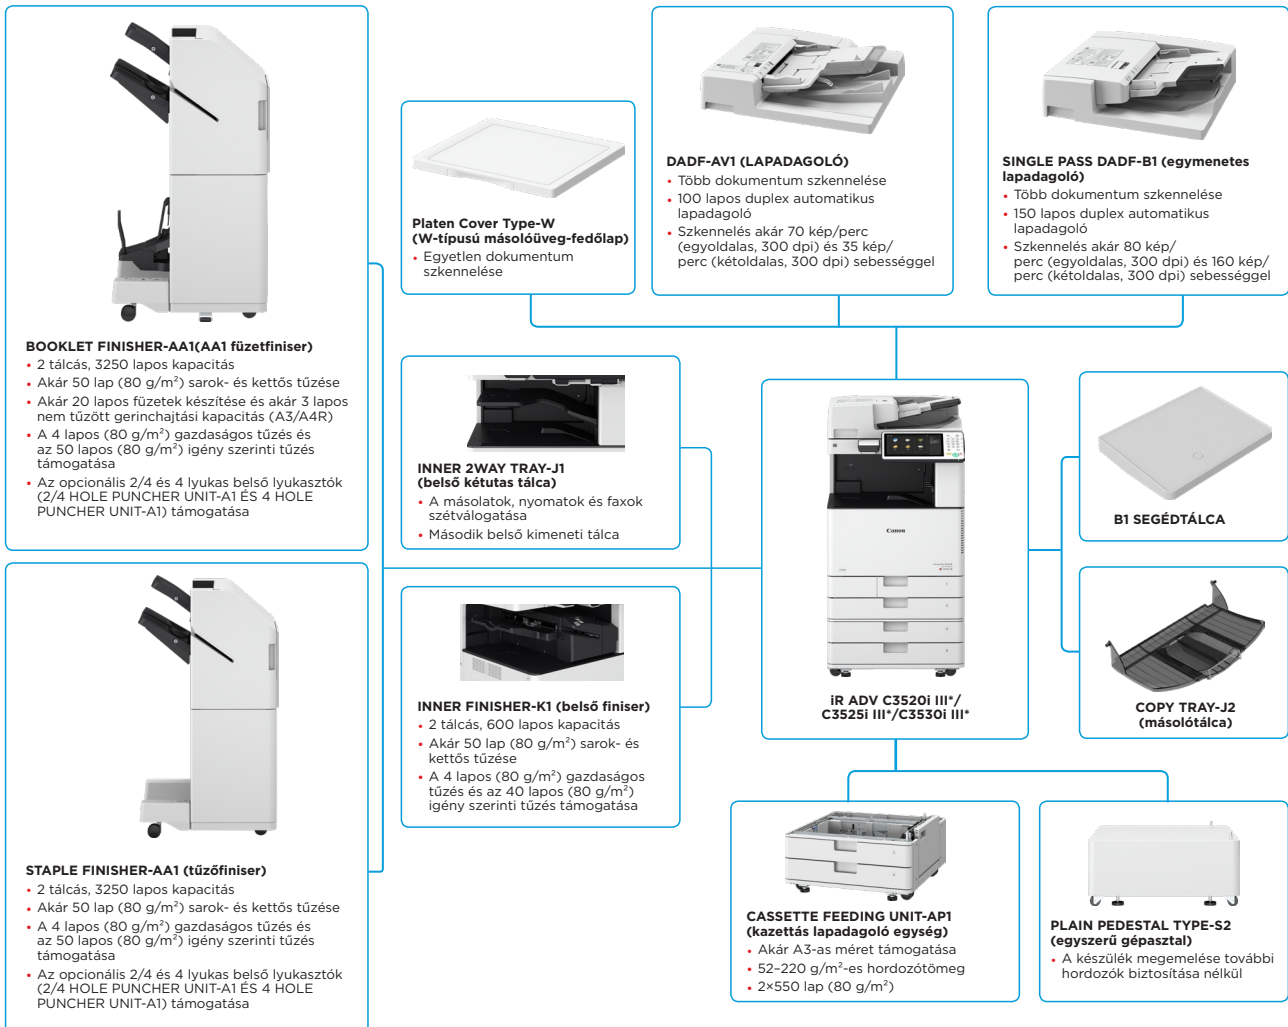 BOOKLET FINISHER-AA1(AA1 füzetfiniser)
• 2 tálcás, 3250 lapos kapacitás
• Akár 50 lap (80 g/m²) sarok- és kettős tűzése
• Akár 20 lapos füzetek készítése és akár 3 lapos
nem tűzött gerinchajtási kapacitás (A3/A4R)
• A 4 lapos (80 g/m²) gazdaságos tűzés és
az 50 lapos (80 g/m²) igény szerinti tűzés
támogatása
• Az opcionális 2/4 és 4 lyukas belső lyukasztók
(2/4 HOLE PUNCHER UNIT-A1 ÉS 4 HOLE
PUNCHER UNIT-A1) támogatása
STAPLE FINISHER-AA1 (tűzőfiniser)
• 2 tálcás, 3250 lapos kapacitás
• Akár 50 lap (80 g/m²) sarok- és kettős tűzése
• A 4 lapos (80 g/m²) gazdaságos tűzés és
az 50 lapos (80 g/m²) igény szerinti tűzés
támogatása
• Az opcionális 2/4 és 4 lyukas belső lyukasztók
(2/4 HOLE PUNCHER UNIT-A1 ÉS 4 HOLE
PUNCHER UNIT-A1) támogatása
Platen Cover Type-W
(W-típusú másolóüveg-fedőlap)
• Egyetlen dokumentum
szkennelése
DADF-AV1 (LAPADAGOLÓ)
• Több dokumentum szkennelése
• 100 lapos duplex automatikus
lapadagoló
• Szkennelés akár 70 kép/perc
(egyoldalas, 300 dpi) és 35 kép/
perc (kétoldalas, 300 dpi) sebességgel
SINGLE PASS DADF-B1 (egymenetes
lapadagoló)
• Több dokumentum szkennelése
• 150 lapos duplex automatikus
lapadagoló
• Szkennelés akár 80 kép/
perc (egyoldalas, 300 dpi) és 160 kép/
perc (kétoldalas, 300 dpi) sebességgel
INNER 2WAY TRAY-J1
(belső kétutas tálca)
• A másolatok, nyomatok és faxok
szétválogatása
• Második belső kimeneti tálca
INNER FINISHER-K1 (belső finiser)
• 2 tálcás, 600 lapos kapacitás
• Akár 50 lap (80 g/m²) sarok- és
kettős tűzése
• A 4 lapos (80 g/m²) gazdaságos
tűzés és az 40 lapos (80 g/m²)
igény szerinti tűzés támogatása
Canon
iR ADV C3520i III*/
C3525i III*/C3530i III*
B1 SEGÉDTÁLCA
COPY TRAY-J2
(másolótálca)
CASSETTE FEEDING UNIT-AP1
(kazettás lapadagoló egység)
• Akár A3-as méret támogatása
• 52–220 g/m²-es hordozótömeg
• 2×550 lap (80 g/m²)
PLAIN PEDESTAL TYPE-S2
(egyszerű gépasztal)
• A készülék megemelése további
hordozók biztosítása nélkül